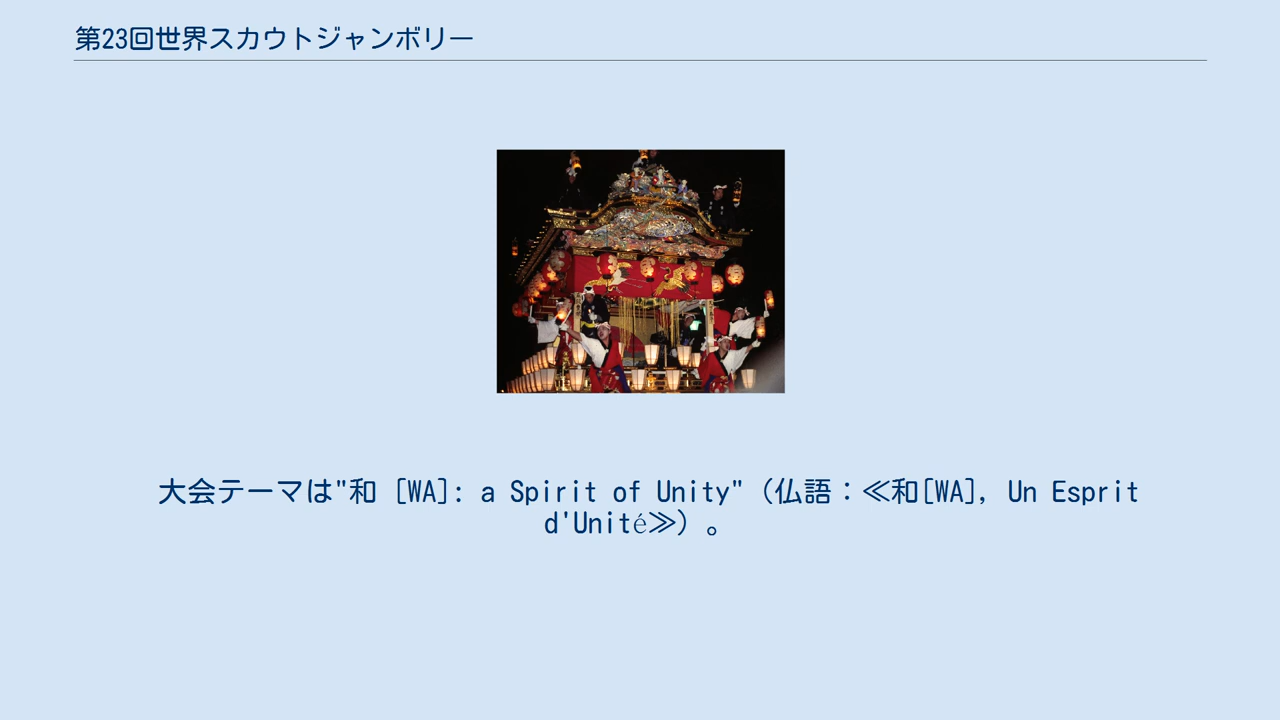 第23回世界スカウトジャンボリー
大会テーマは"和 [WA]: a Spirit of Unity"（仏語：≪和[WA], Un Esprit
d'Unité≫）。